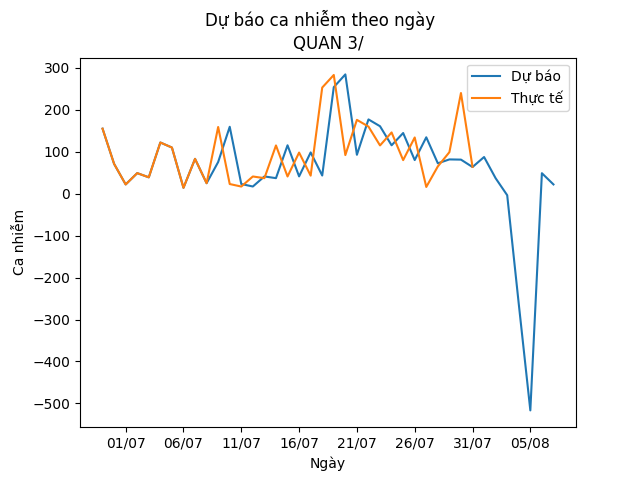 Dự báo ca nhiễm theo ngày
QUAN 3/
Dự báo
Thực tế
300
200
100
0
−100
−200
−300
−400
−500
Ca nhiễm
01/07 06/07 11/07 16/07 21/07 26/07 31/07 05/08
Ngày